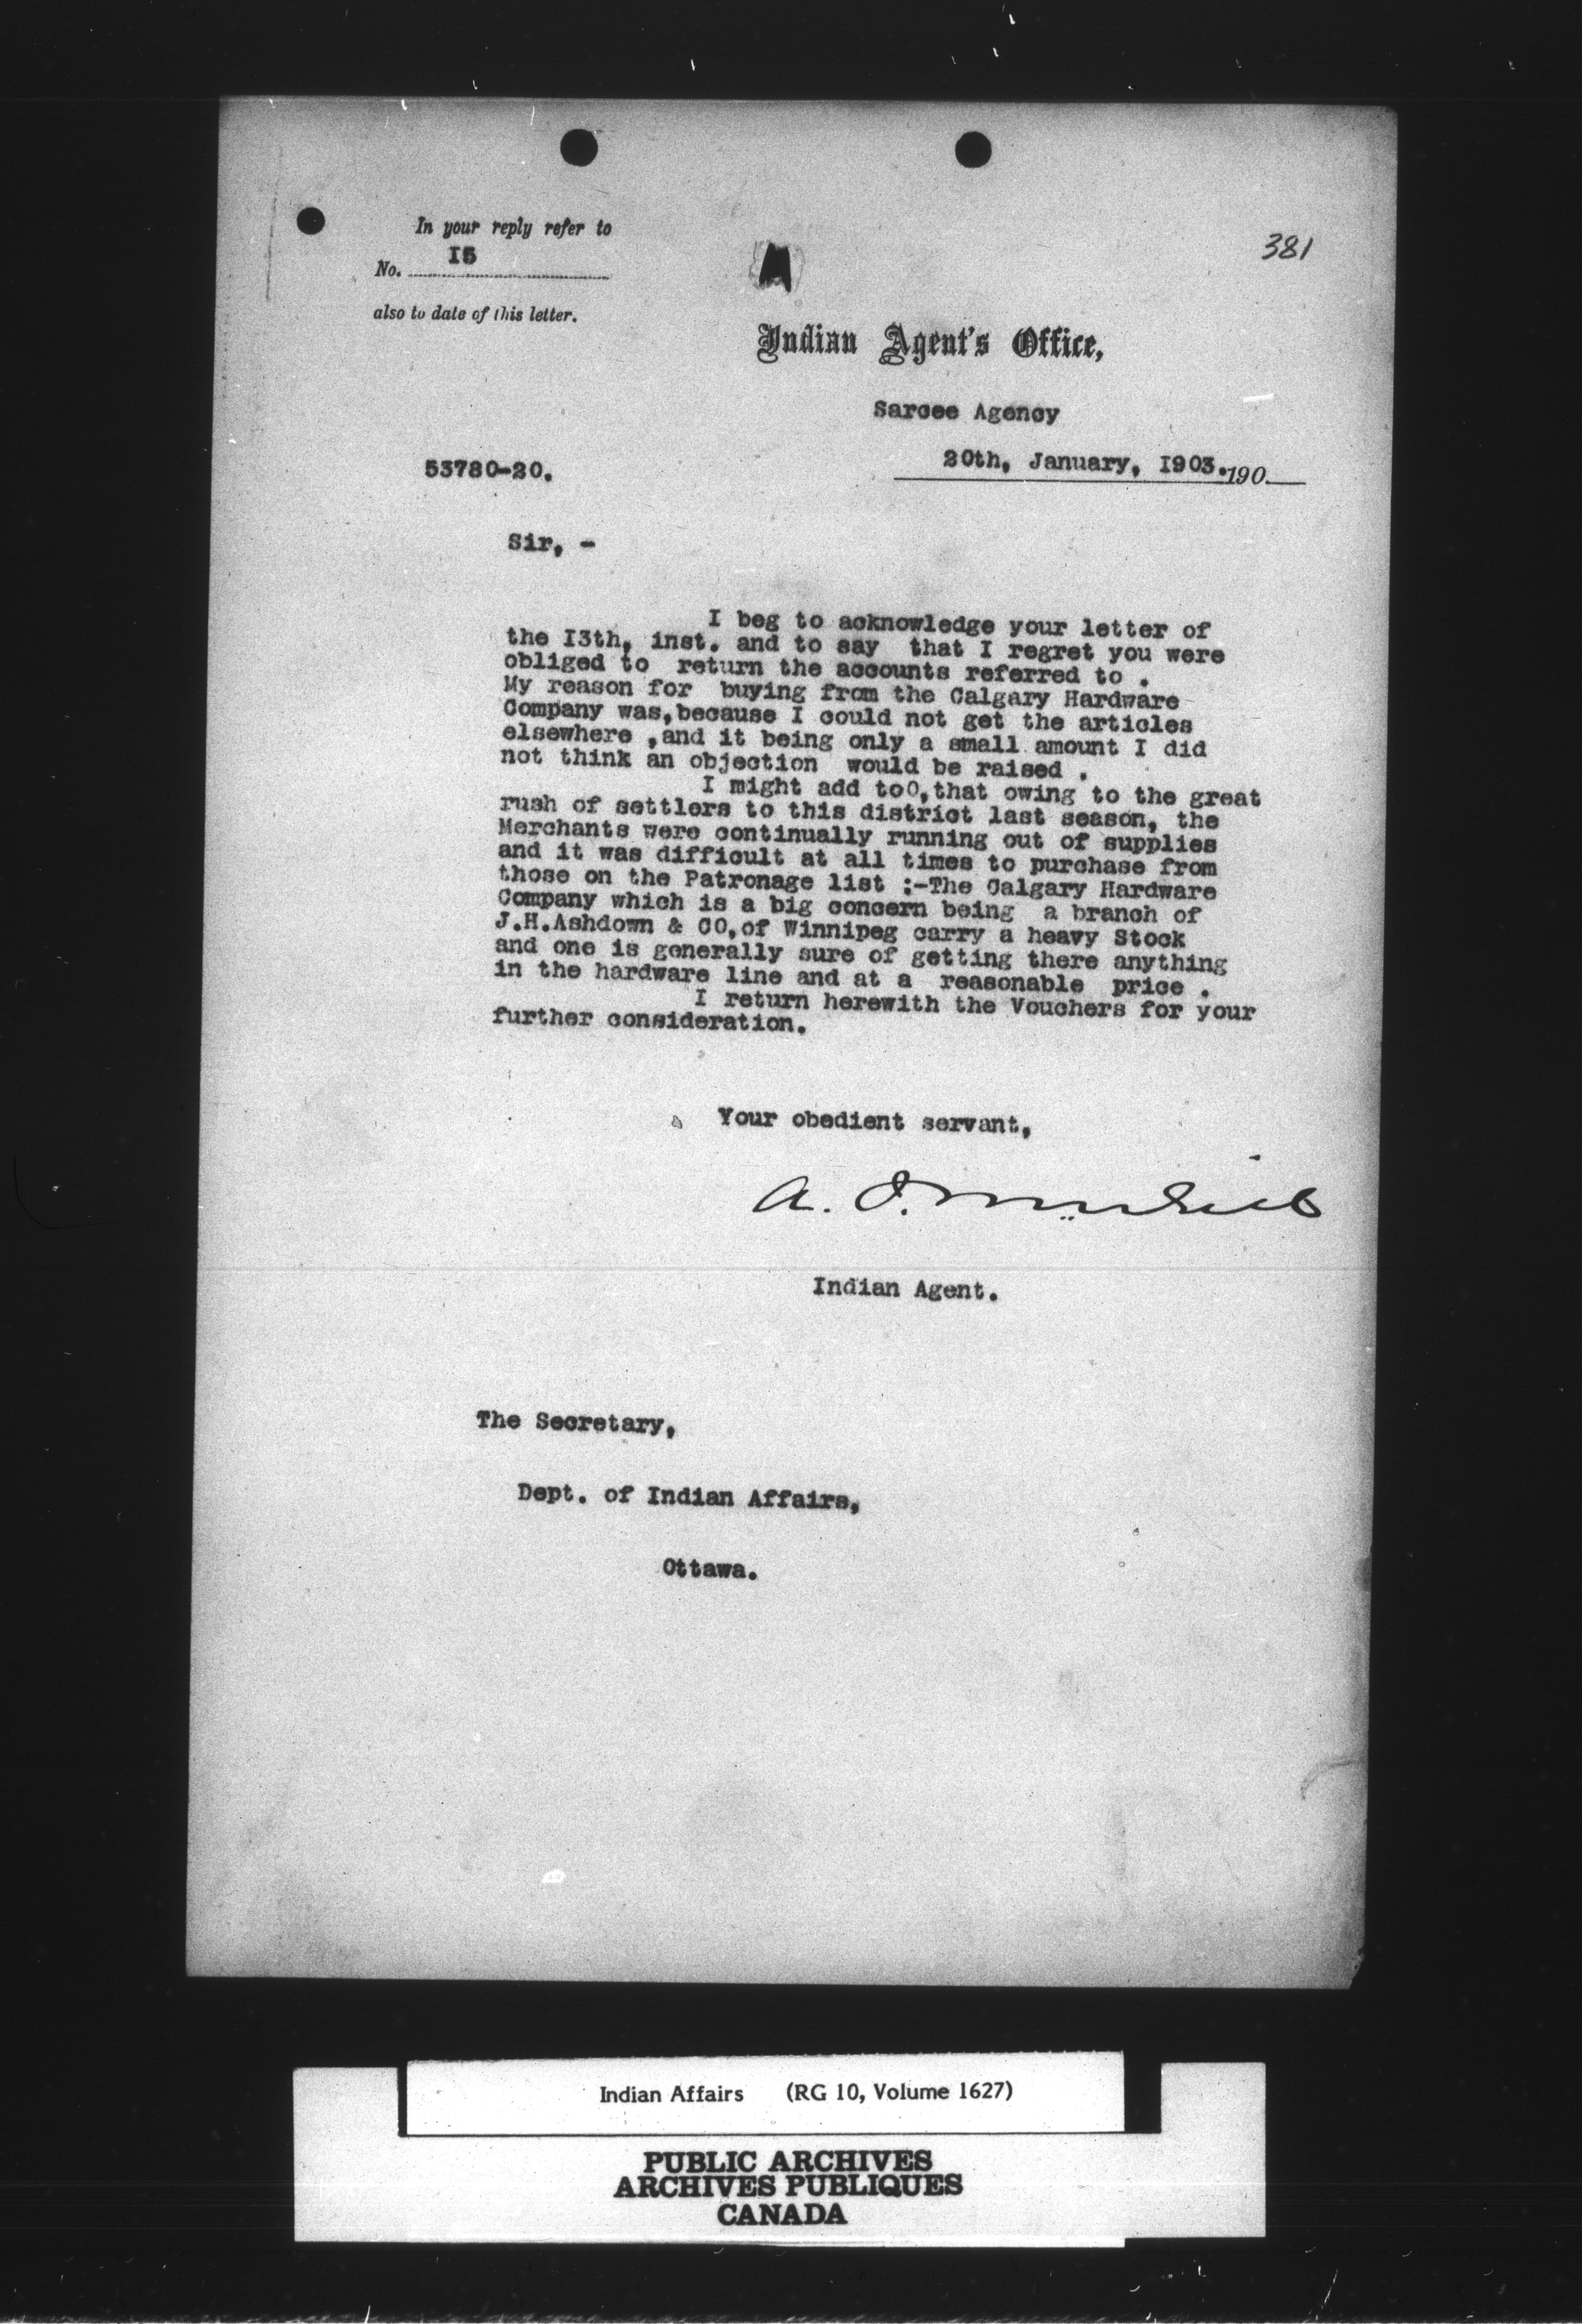 In your reply refer to
No. I5
also to date of this letter.
381
Indian Agent's Office,
Sarcee Agency
20th, January, I903.190
53780-20.
Sir, -
I beg to acknowledge your letter of
the I3th, inst. and to say that I regret you were
obliged to return the accounts referred to .
My reason for buying from the Calgary Hardware
Company was,because I could not get the articles
elsewhere ,and it being only a small amount I did
not think an objection would be raised .
I might add toO,that owing to the great
rush of settlers to this district last season, the
Merchants were continually running out of supplies
and it was difficult at all times to purchase from
those on the Patronage list :-The Calgary Hardware
Company which is a big concern being a branch of
J.H.Ashdown & CO,of Winnipeg carry a heavy Stock
and one is generally sure of getting there anything
in the hardware line and at a reasonable price .
I return herewith the Vouchers for your
further consideration.
Your obedient servant,
A. J.
Indian Agent.
The Secretary,
Dept. of Indian Affairs,
Ottawa.
Indian Affairs (RG 10, Volume 1627)
PUBLIC ARCHIVES
ARCHIVES PUBLIQUES
CANADA